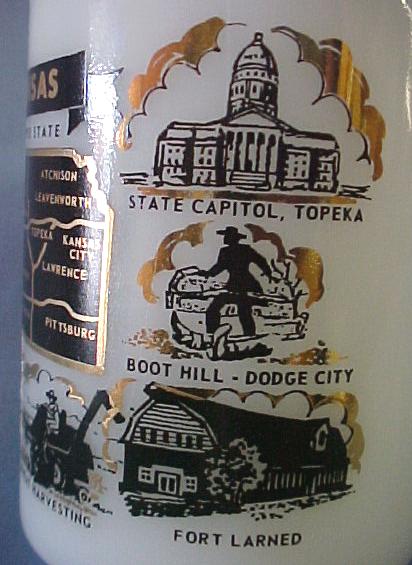 SAS
STATE
ATCHISON
LEAVENWORTH
TOPEKA
KANSAS
CITY
LAWRENCE
PITTSBURG
STATE CAPITOL, TOPEKA
BOOT HILL - DODGE CITY
HARVESTING
FORT LARNED